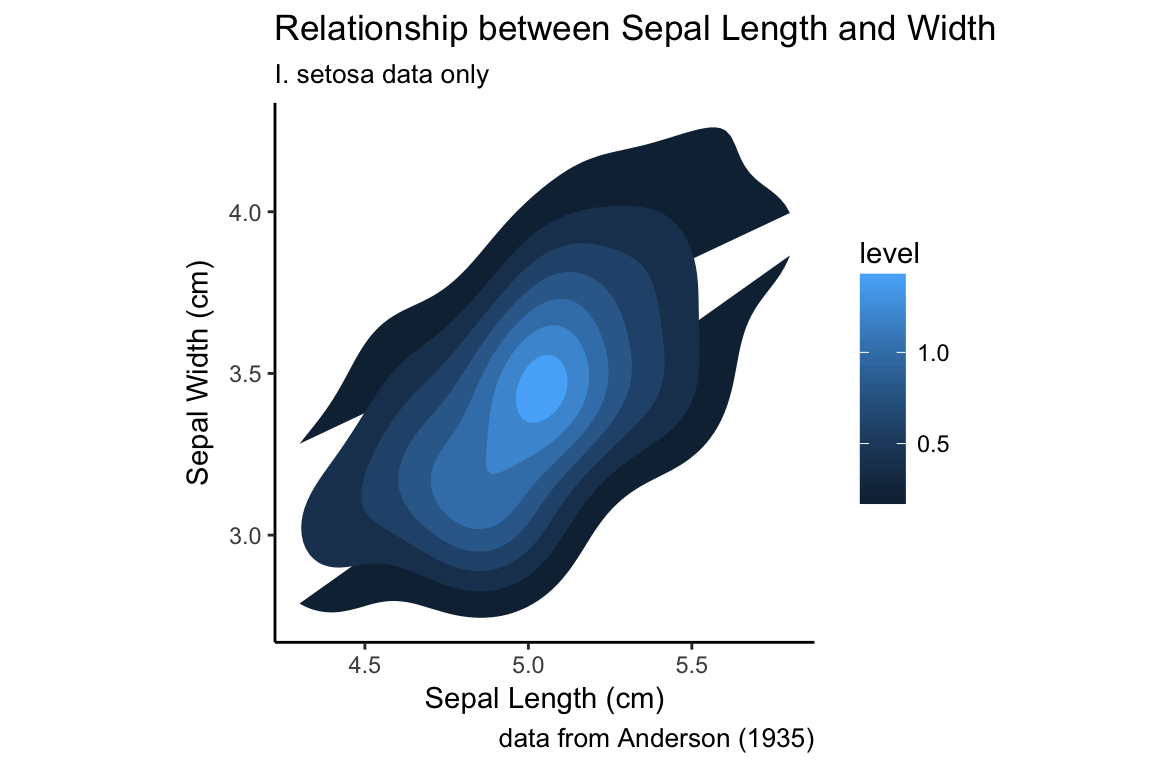 Relationship between Sepal Length and Width
I. setosa data only
Sepal Width (cm)
4.0
3.5
3.0
4.5 5.0 5.5
Sepal Length (cm)
data from Anderson (1935)
level
1.0
0.5